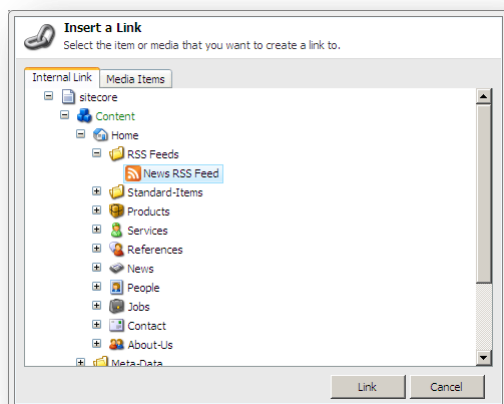 Insert a Link
Select the item or media that you want to create a link to.
Internal Link Media Items
sitecore
Content
Home
RSS Feeds
News RSS Feed
Standard-Items
Products
Services
References
News
People
Jobs
Contact
About-Us
Meta-Data
Link Cancel